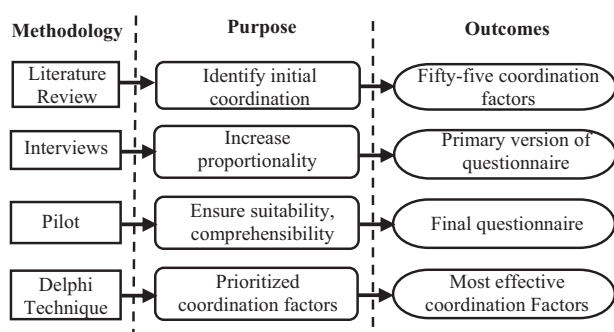 Methodology
Purpose
Outcomes
Literature
Review
Identify initial
coordination
Fifty-five coordination
factors
Interviews
Increase
proportionality
Primary version of
questionnaire
Pilot
Ensure suitability,
comprehensibility
Final questionnaire
Delphi
Technique
Prioritized
coordination factors
Most effective
coordination Factors